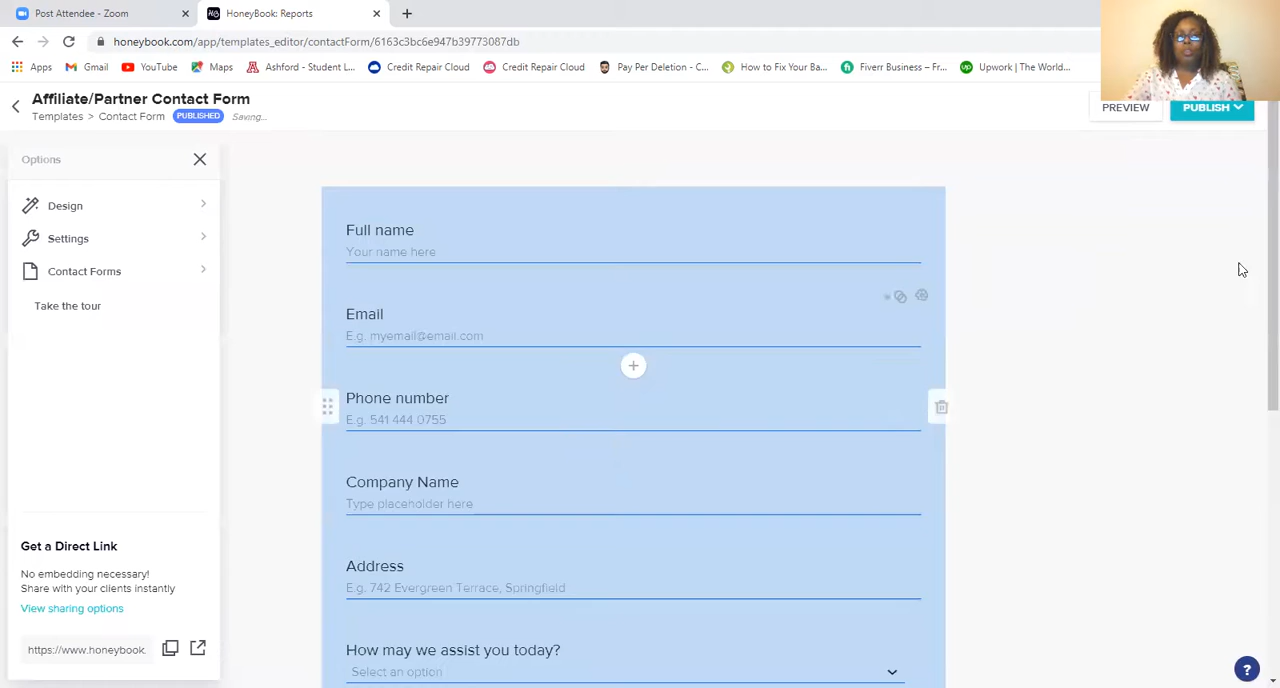 Post Attendee - Zoom
HoneyBook: Reports
honeybook.com/app/templates_editor/contactForm/6163c3bc6e947b39773087db
Apps
Gmail
YouTube
Maps
Ashford - Student L...
Credit Repair Cloud
Credit Repair Cloud
Pay Per Deletion - C...
How to Fix Your Ba...
Fiverr Business – Fr...
Upwork | The World...
Affiliate/Partner Contact Form
Templates > Contact Form PUBLISHED Saving...
PREVIEW
PUBLISH
Options
Design
Settings
Contact Forms
Take the tour
Get a Direct Link
No embedding necessary!
Share with your clients instantly
View sharing options
https://www.honeybook.
Full name
Your name here
Email
E.g. myemail@email.com
Phone number
E.g. 541 444 0755
Company Name
Type placeholder here
Address
E.g. 742 Evergreen Terrace, Springfield
How may we assist you today?
Select an option